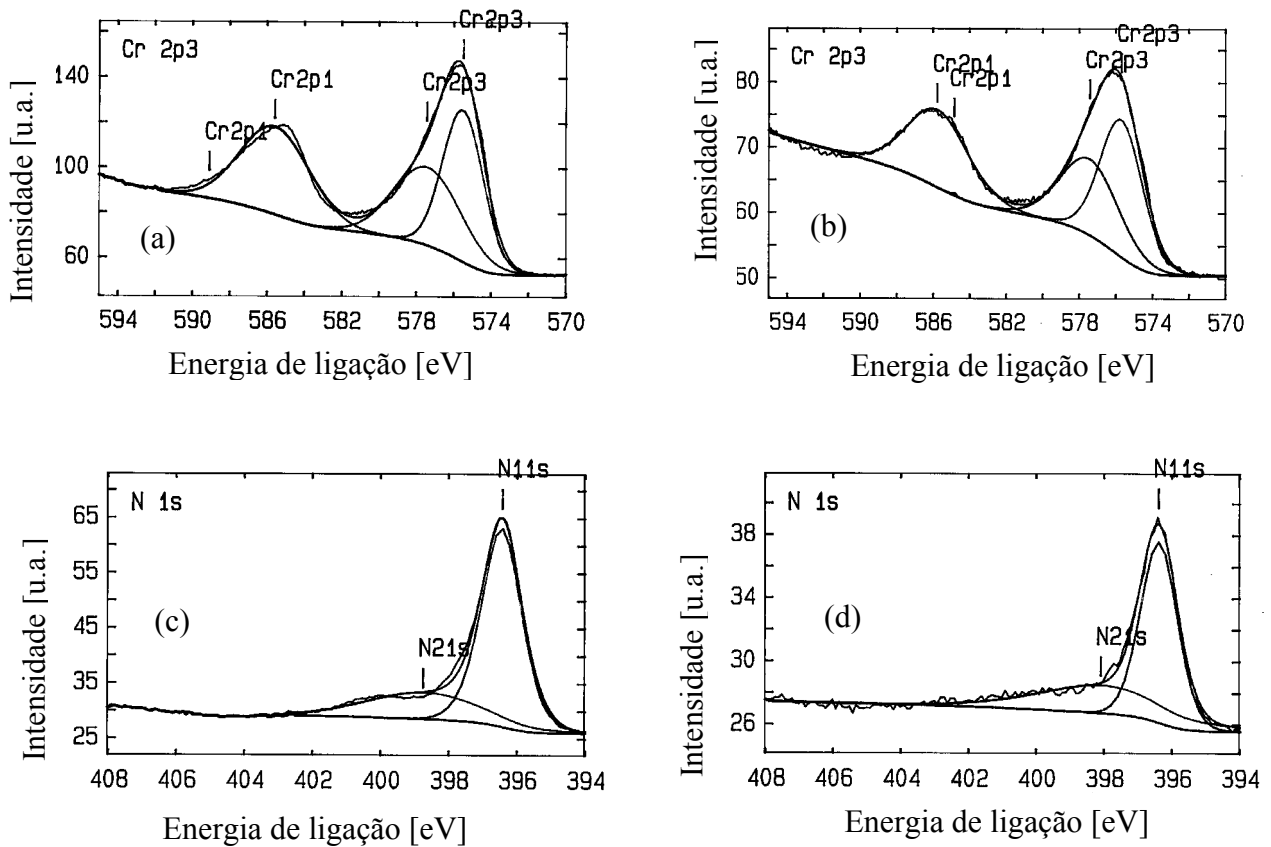 Cr 2p3
Cr2p3
Cr2p1
Cr2p3
Cr2p1
140
100
60
(a)
Intensidade [u.a.]
594 590 586 582 578 574 570
Energia de ligação [eV]
Cr 2p3
Cr2p3
Cr2p1
Cr2p3
Cr2p1
80
70
60
50
(b)
Intensidade [u.a.]
594 590 586 582 578 574 570
Energia de ligação [eV]
N11s
N 1s
65
55
45
35
25
(c)
N21s
Intensidade [u.a.]
408 406 404 402 400 398 396 394
Energia de ligação [eV]
N11s
N 1s
38
34
30
26
(d)
N21s
Intensidade [u.a.]
408 406 404 402 400 398 396 394
Energia de ligação [eV]